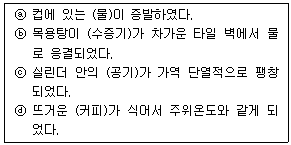 ⓐ 컵에 있는 (물)이 증발하였다.
ⓑ 목욕탕이 (수증기)가 차가운 타일 벽에서 물
로 응결되었다.
ⓒ 실린더 안의 (공기)가 가역 단열적으로 팽창
되었다.
ⓓ 뜨거운 (커피)가 식어서 주위온도와 같게 되
었다.